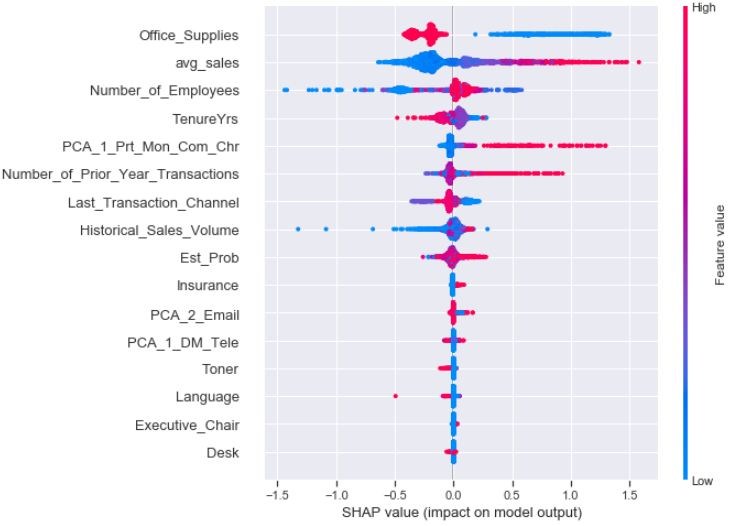 High
Office_Supplies
avg_sales
Number_of_Employees
TenureYrs
PCA_1_Prt_Mon_Com_Chr
Number_of_Prior_Year_Transactions
Last_Transaction_Channel
Historical_Sales_Volume
Est_Prob
Insurance
PCA_2_Email
PCA_1_DM_Tele
Toner
Language
Executive_Chair
Desk
Feature value
Low
−1.5 −1.0 −0.5 0.0 0.5 1.0 1.5
SHAP value (impact on model output)